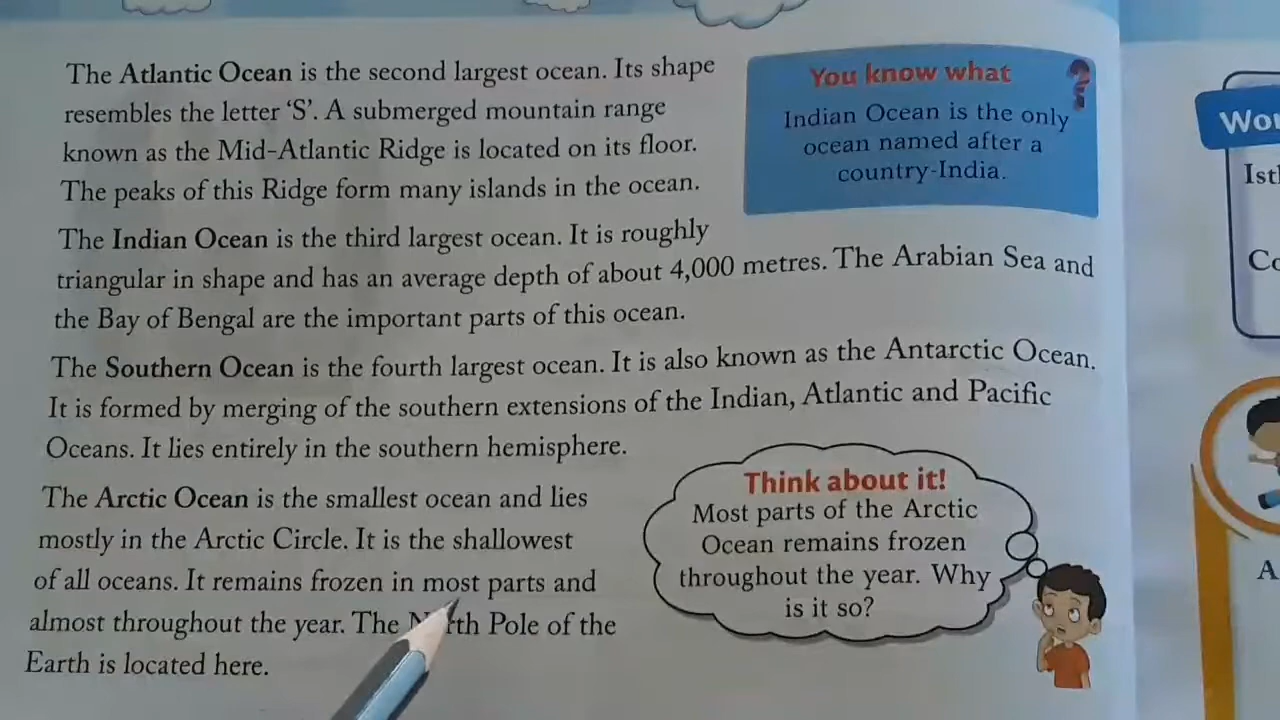 The Atlantic Ocean is the second largest ocean. Its shape
resembles the letter ‘S’. A submerged mountain range
known as the Mid-Atlantic Ridge is located on its floor.
The peaks of this Ridge form many islands in the ocean.
You know what ?
Indian Ocean is the only
ocean named after a
country-India.
The Indian Ocean is the third largest ocean. It is roughly
triangular in shape and has an average depth of about 4,000 metres. The Arabian Sea and
the Bay of Bengal are the important parts of this ocean.
The Southern Ocean is the fourth largest ocean. It is also known as the Antarctic Ocean.
It is formed by merging of the southern extensions of the Indian, Atlantic and Pacific
Oceans. It lies entirely in the southern hemisphere.
The Arctic Ocean is the smallest ocean and lies
mostly in the Arctic Circle. It is the shallowest
of all oceans. It remains frozen in most parts and
almost throughout the year. The North Pole of the
Earth is located here.
Think about it!
Most parts of the Arctic
Ocean remains frozen
throughout the year. Why
is it so?